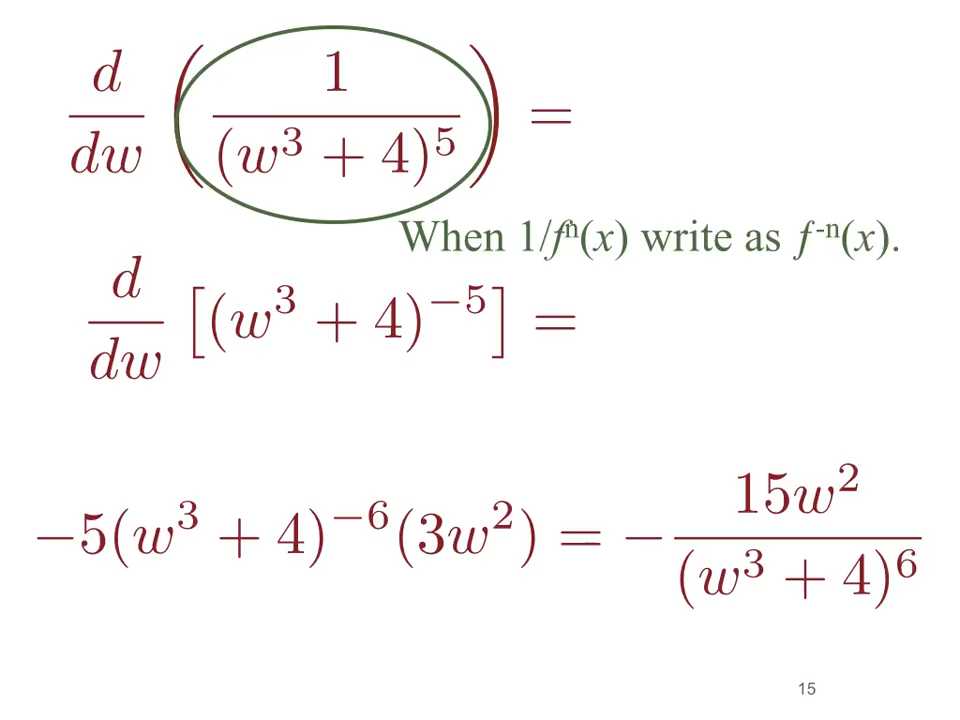 d/dw ( 1/(w³ + 4)⁵ ) =
When 1/fⁿ(x) write as f⁻ⁿ(x).
d/dw [(w³ + 4)⁻⁵] =
−5(w³ + 4)⁻⁶(3w²) = − 15w²/(w³ + 4)⁶
15